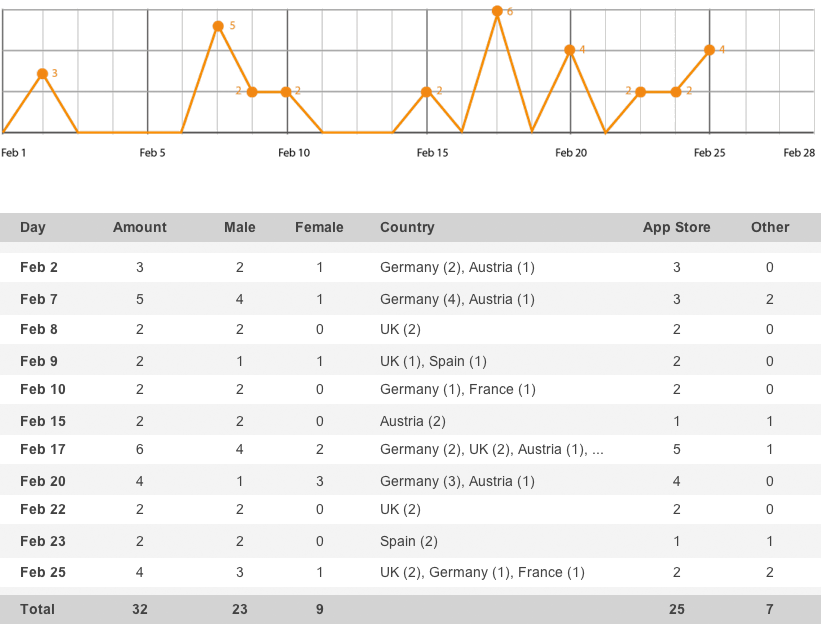 6
5
4
4
3
2
2
2
2
2
Feb 1
Feb 5
Feb 10
Feb 15
Feb 20
Feb 25
Feb 28
Day Amount Male Female Country App Store Other
Feb 2 3 2 1 Germany (2), Austria (1) 3 0
Feb 7 5 4 1 Germany (4), Austria (1) 3 2
Feb 8 2 2 0 UK (2) 2 0
Feb 9 2 1 1 UK (1), Spain (1) 2 0
Feb 10 2 2 0 Germany (1), France (1) 2 0
Feb 15 2 2 0 Austria (2) 1 1
Feb 17 6 4 2 Germany (2), UK (2), Austria (1), ... 5 1
Feb 20 4 1 3 Germany (3), Austria (1) 4 0
Feb 22 2 2 0 UK (2) 2 0
Feb 23 2 2 0 Spain (2) 1 1
Feb 25 4 3 1 UK (2), Germany (1), France (1) 2 2
Total 32 23 9 25 7